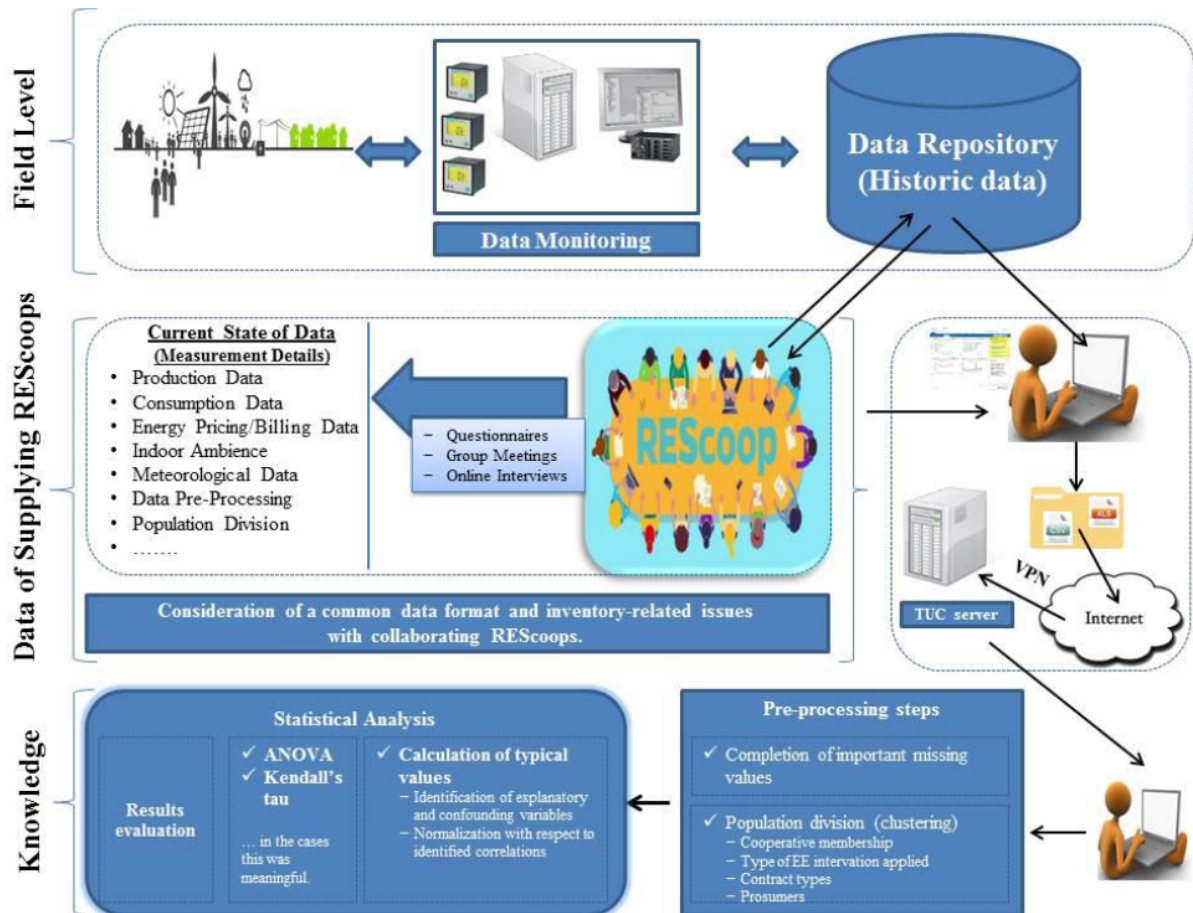 Field Level
Data Monitoring
Data Repository
(Historic data)
Data of Supplying REScoops
Current State of Data
(Measurement Details)
• Production Data
• Consumption Data
• Energy Pricing/Billing Data
• Indoor Ambience
• Meteorological Data
• Data Pre-Processing
• Population Division
• …….
– Questionnaires
– Group Meetings
– Online Interviews
REScoop
Consideration of a common data format and inventory-related issues
with collaborating REScoops.
XLS
CSV
VPN
Internet
TUC server
Knowledge
Statistical Analysis
Results
evaluation
✓ ANOVA
✓ Kendall's
tau
… in the cases
this was
meaningful.
✓ Calculation of typical
values
– Identification of explanatory
and confounding variables
– Normalization with respect to
identified correlations
Pre-processing steps
✓ Completion of important missing
values
✓ Population division (clustering)
– Cooperative membership
– Type of EE intervation applied
– Contract types
– Prosumers